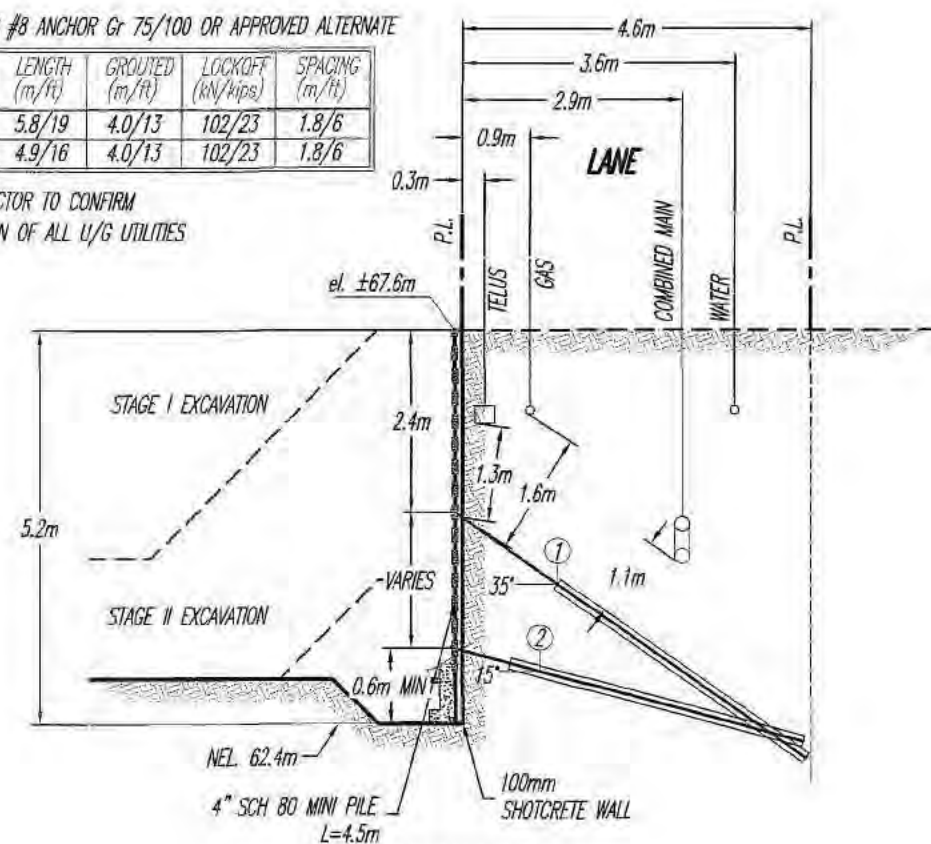 #8 ANCHOR Gr 75/100 OR APPROVED ALTERNATE
LENGTH (m/ft) GROUTED (m/ft) LOCKOFF (kN/kips) SPACING (m/ft)
5.8/19 4.0/13 102/23 1.8/6
4.9/16 4.0/13 102/23 1.8/6
CTOR TO CONFIRM
N OF ALL U/G UTILITIES
4.6m
3.6m
2.9m
0.9m
LANE
0.3m
P.L.
TELUS
GAS
COMBINED MAIN
WATER
P.L.
el. ±67.6m
STAGE I EXCAVATION
2.4m
1.3m
1.6m
5.2m
1
1.1m
35°
VARIES
STAGE II EXCAVATION
2
15°
0.6m MIN
NEL. 62.4m
4" SCH 80 MINI PILE
L=4.5m
100mm
SHOTCRETE WALL